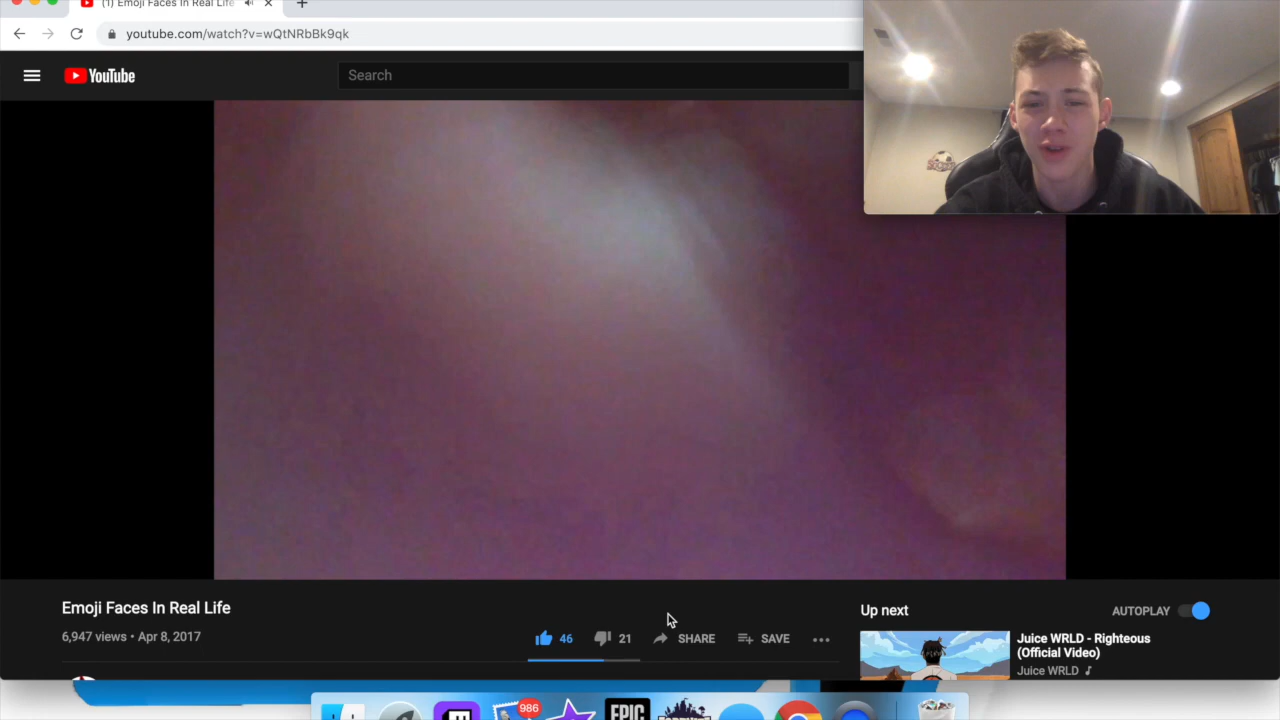 (1) Emoji Faces In Real Life
youtube.com/watch?v=wQtNRbBk9qk
YouTube
Search
Emoji Faces In Real Life
6,947 views • Apr 8, 2017
46
21
SHARE
SAVE
Up next
AUTOPLAY
Juice WRLD - Righteous
(Official Video)
Juice WRLD
986
EPIC